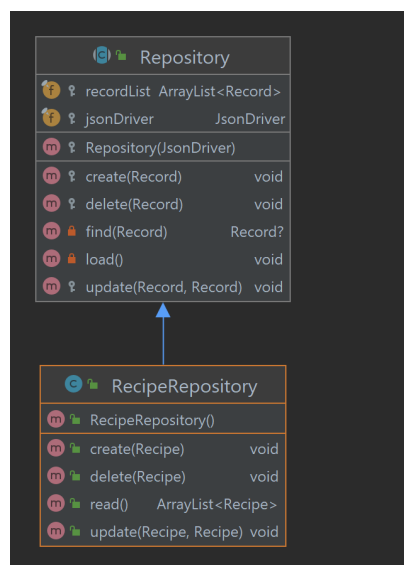 Repository
recordList ArrayList<Record>
jsonDriver JsonDriver
Repository(JsonDriver)
create(Record) void
delete(Record) void
find(Record) Record?
load() void
update(Record, Record) void
RecipeRepository
RecipeRepository()
create(Recipe) void
delete(Recipe) void
read() ArrayList<Recipe>
update(Recipe, Recipe) void